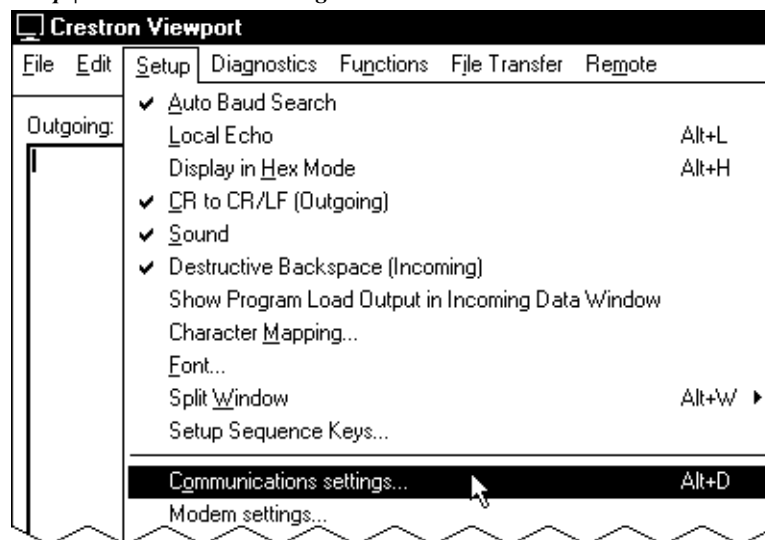 Crestron Viewport
File Edit Setup Diagnostics Functions File Transfer Remote
Auto Baud Search
Outgoing:
Local Echo Alt+L
Display in Hex Mode Alt+H
CR to CR/LF (Outgoing)
Sound
Destructive Backspace (Incoming)
Show Program Load Output in Incoming Data Window
Character Mapping...
Font...
Split Window Alt+W
Setup Sequence Keys...
Communications settings... Alt+D
Modem settings...